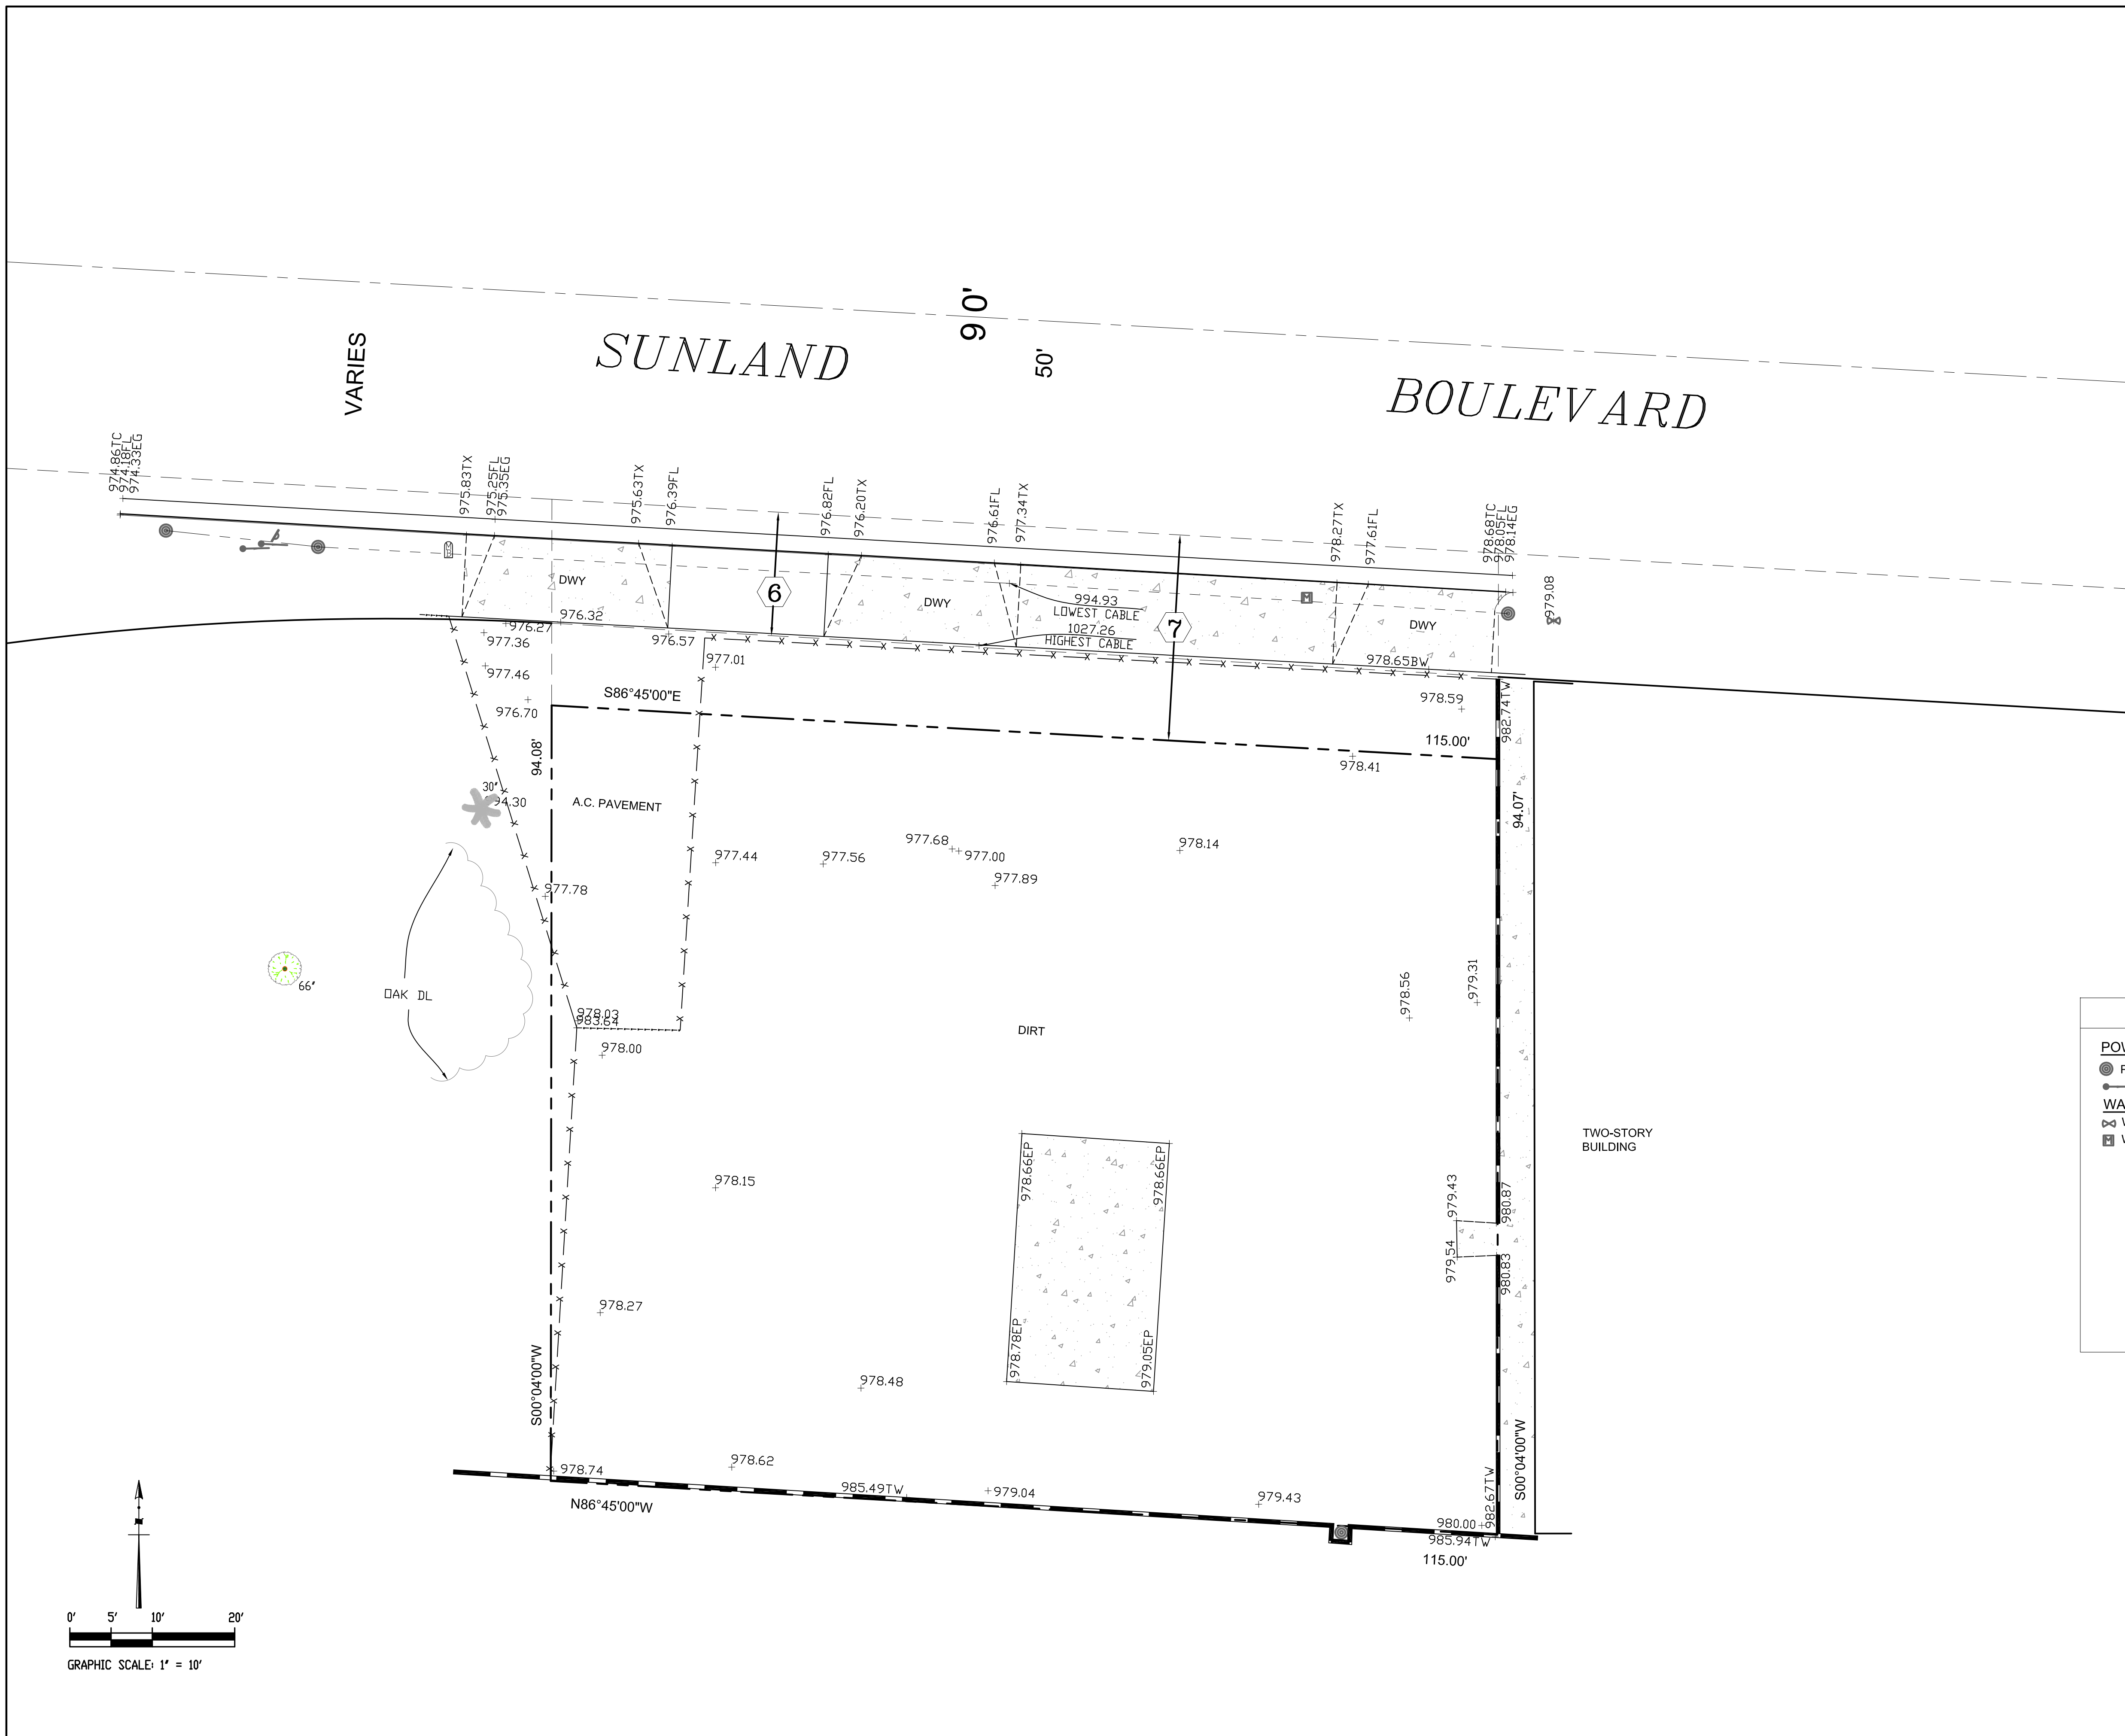 90'
VARIES
SUNLAND
50'
BOULEVARD
974.86TC
974.18FL
974.33EG
975.83TX
975.25FL
975.35EG
975.63TX
976.39FL
976.82FL
976.20TX
976.61FL
977.34TX
978.27TX
977.61FL
978.68TC
978.05FL
978.14EG
979.08
DWY
6
DWY
994.93
LOWEST CABLE
1027.26
HIGHEST CABLE
7
DWY
976.32
976.27
977.36
976.57
977.01
978.65BW
977.46
S86°45'00"E
978.59
982.74TW
976.70
94.08'
115.00'
978.41
30"
94.30
A.C. PAVEMENT
94.07'
977.44
977.56
977.68
977.00
978.14
977.89
977.78
66"
OAK DL
978.56
979.31
978.03
983.64
978.00
DIRT
POW
WA
978.66EP
978.66EP
TWO-STORY
BUILDING
978.15
979.43
980.87
979.54
980.83
978.27
978.78EP
979.05EP
978.48
S00°04'00"W
S00°04'00"W
978.74
978.62
985.49TW
979.04
979.43
980.00
982.67TW
985.94TW
N86°45'00"W
115.00'
0' 5' 10' 20'
GRAPHIC SCALE: 1" = 10'